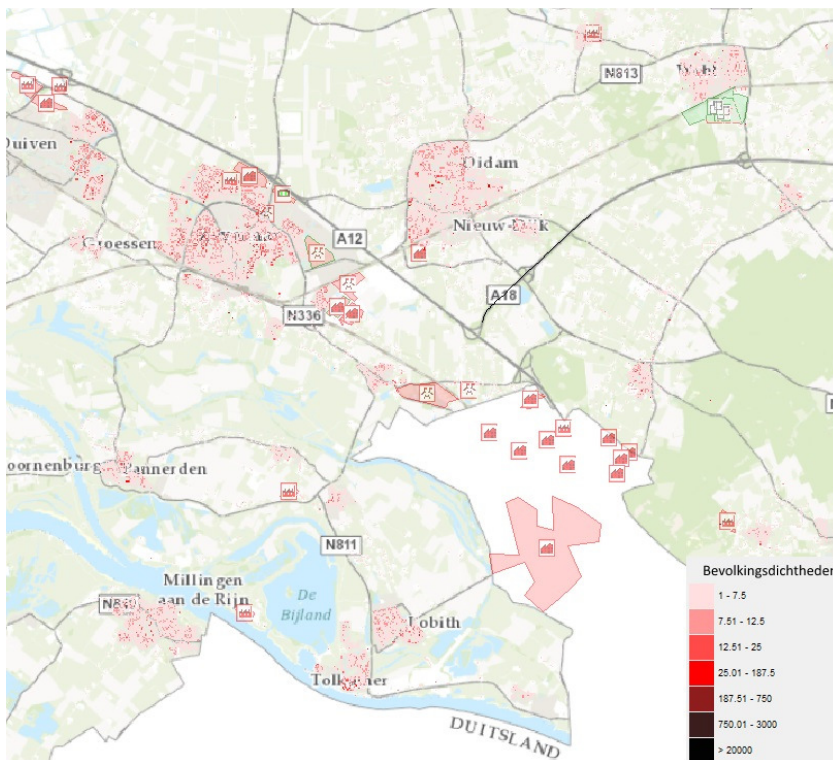 N813
Duiven
Didam
Nieuw-Dijk
Groessen
A12
A18
N336
oornenburg
Pannerden
N811
Millingen
aan de Rijn
De
Bijland
Lobith
Tolkamer
DUITSLAND
Bevolkingsdichtheden
1 - 7.5
7.51 - 12.5
12.51 - 25
25.01 - 187.5
187.51 - 750
750.01 - 3000
> 20000